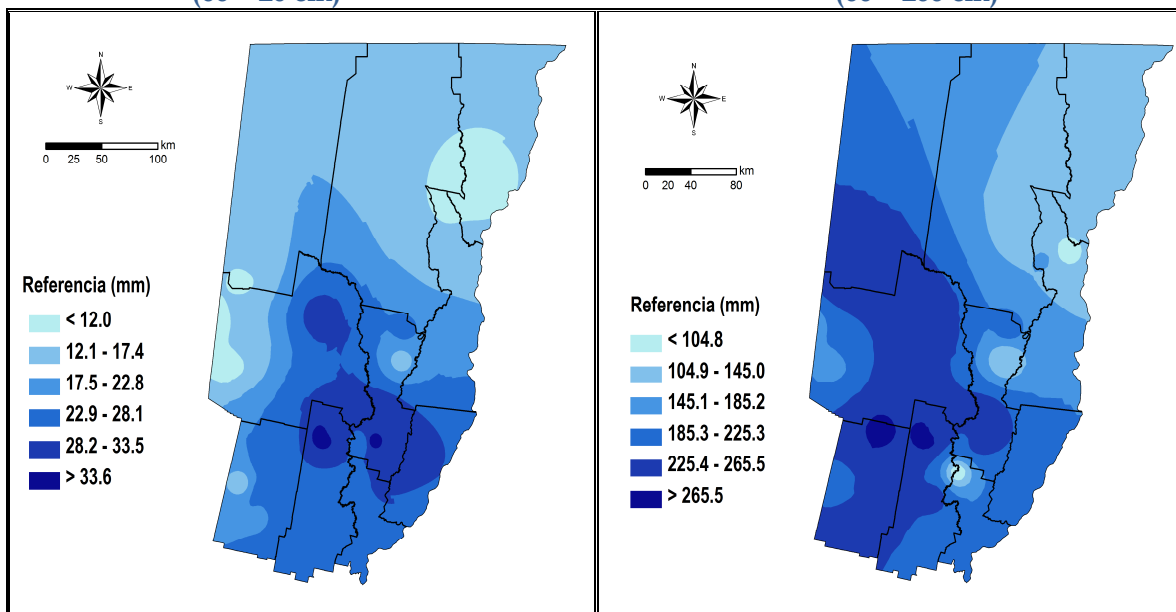 N
W E
S
0 25 50 100
km
Referencia (mm)
< 12.0
12.1 - 17.4
17.5 - 22.8
22.9 - 28.1
28.2 - 33.5
> 33.6
N
W E
S
km
0 20 40 80
Referencia (mm)
< 104.8
104.9 - 145.0
145.1 - 185.2
185.3 - 225.3
225.4 - 265.5
> 265.5